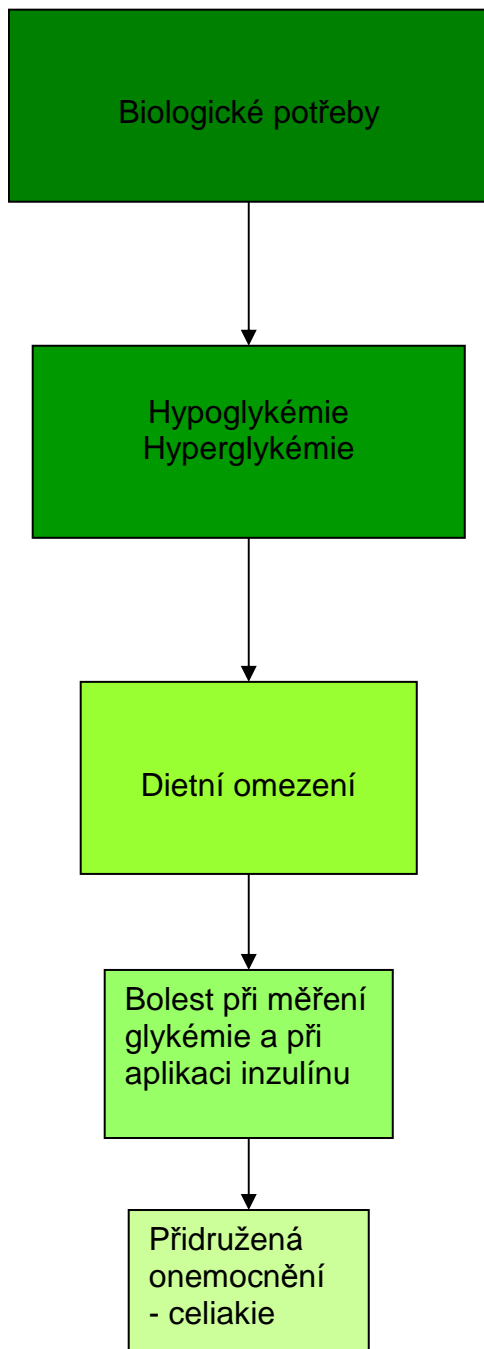 Biologické potřeby
Hypoglykémie
Hyperglykémie
Dietní omezení
Bolest při měření
glykémie a při
aplikaci inzulínu
Přidružená
onemocnění
- celiakie